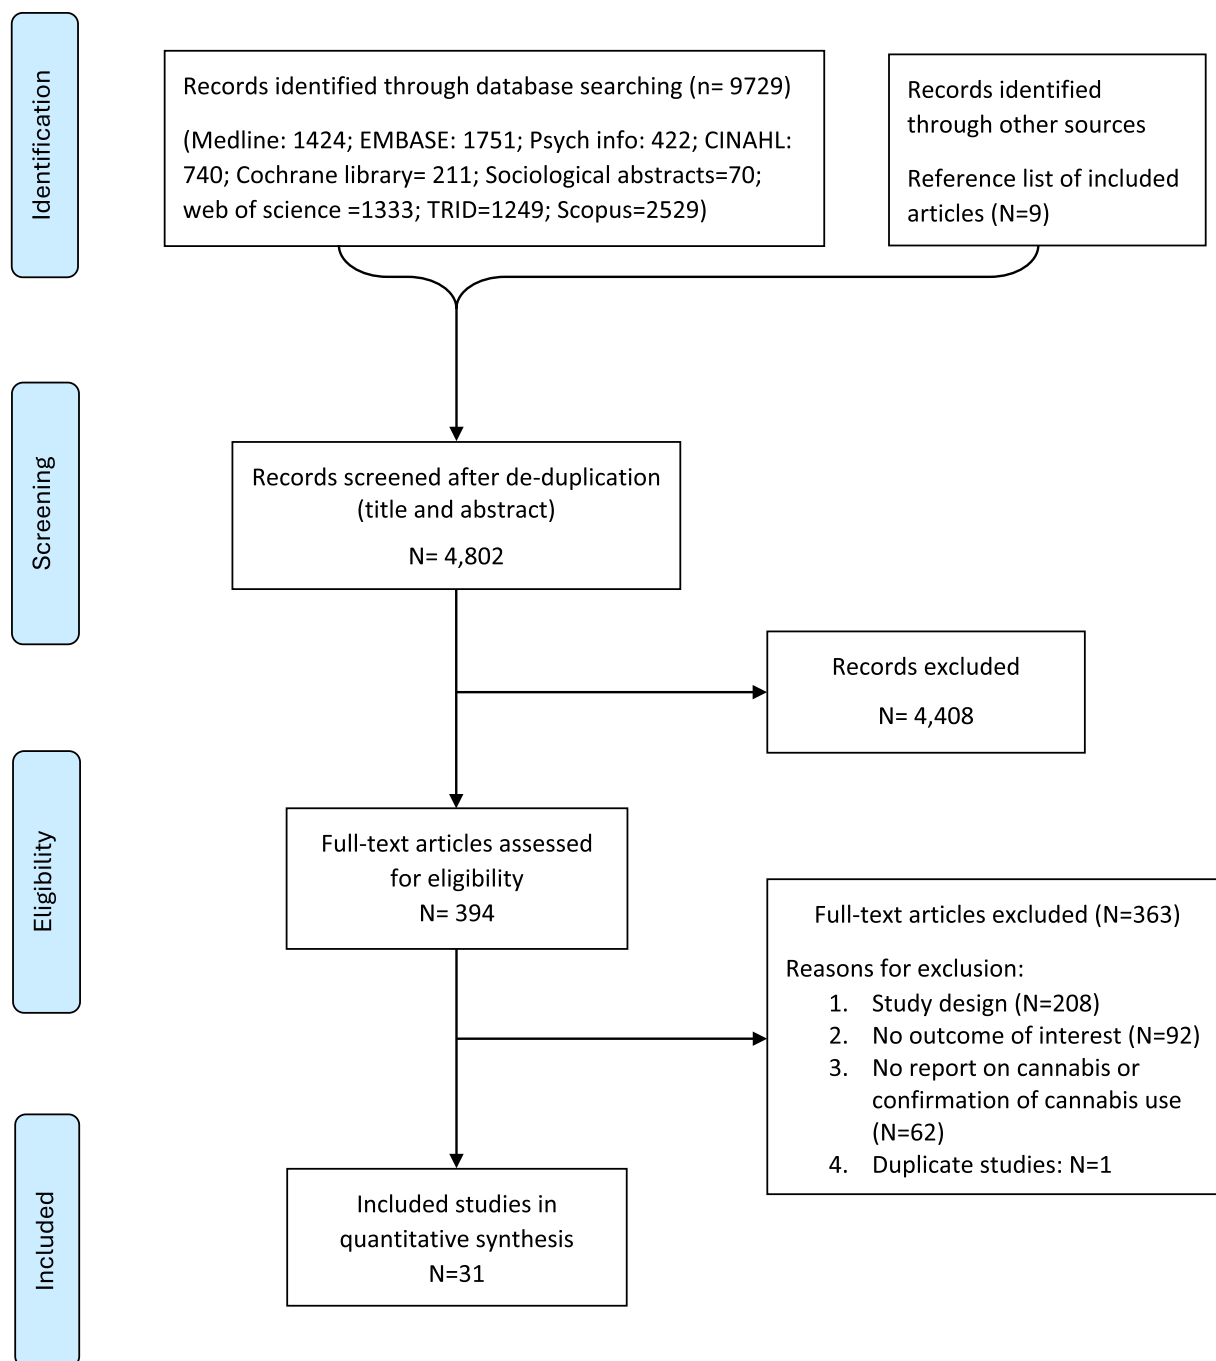 Identification
Records identified through database searching (n= 9729)
(Medline: 1424; EMBASE: 1751; Psych info: 422; CINAHL:
740; Cochrane library= 211; Sociological abstracts=70;
web of science =1333; TRID=1249; Scopus=2529)
Records identified
through other sources
Reference list of included
articles (N=9)
Screening
Records screened after de-duplication
(title and abstract)
N= 4,802
Records excluded
N= 4,408
Eligibility
Full-text articles assessed
for eligibility
N= 394
Full-text articles excluded (N=363)
Reasons for exclusion:
1. Study design (N=208)
2. No outcome of interest (N=92)
3. No report on cannabis or
confirmation of cannabis use
(N=62)
4. Duplicate studies: N=1
Included
Included studies in
quantitative synthesis
N=31